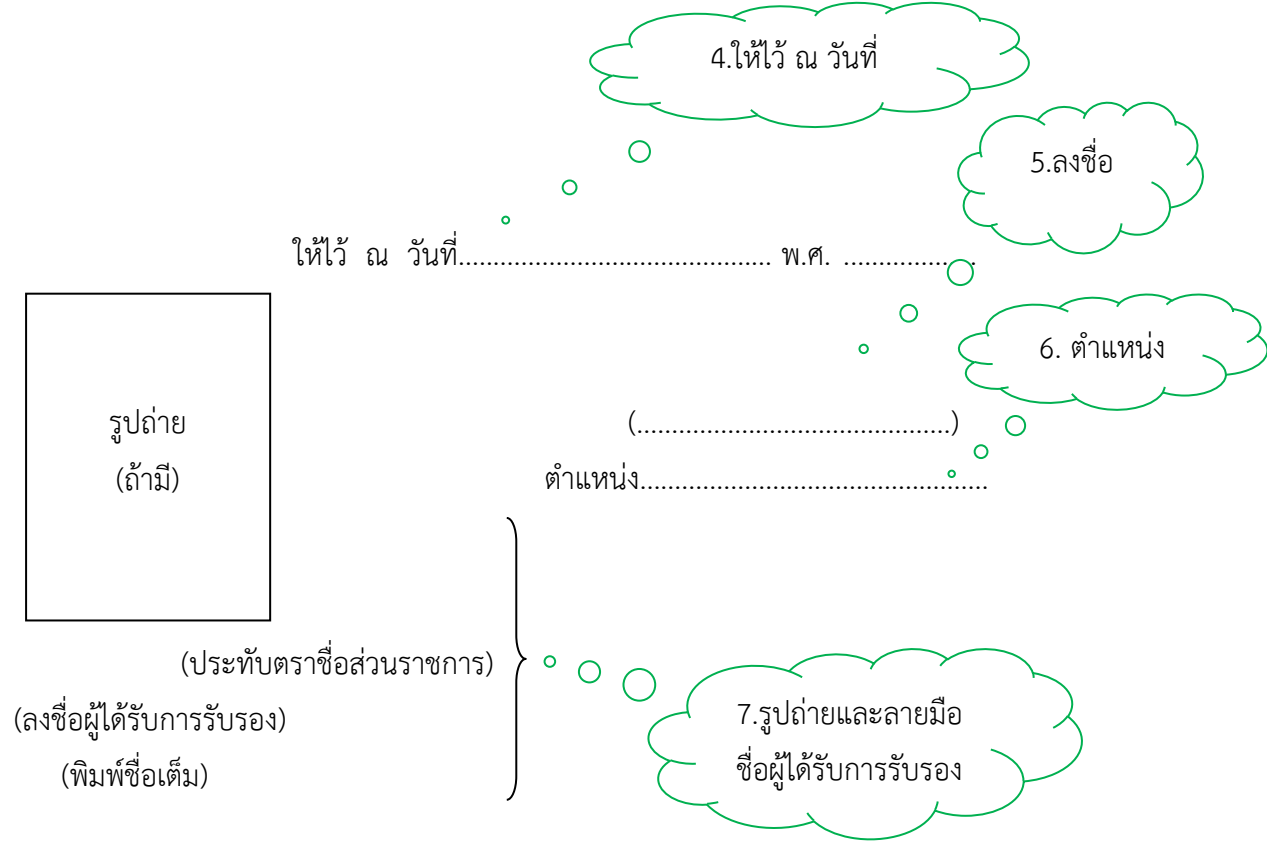 4.ให้ไว้ ณ วันที่
5.ลงชื่อ
ให้ไว้ ณ วันที่............................................. พ.ศ. ...................
6. ตำแหน่ง
รูปถ่าย
(ถ้ามี)
(.............................................)
ตำแหน่ง..................................................
(ประทับตราชื่อส่วนราชการ)
(ลงชื่อผู้ได้รับการรับรอง)
(พิมพ์ชื่อเต็ม)
7.รูปถ่ายและลายมือ
ชื่อผู้ได้รับการรับรอง